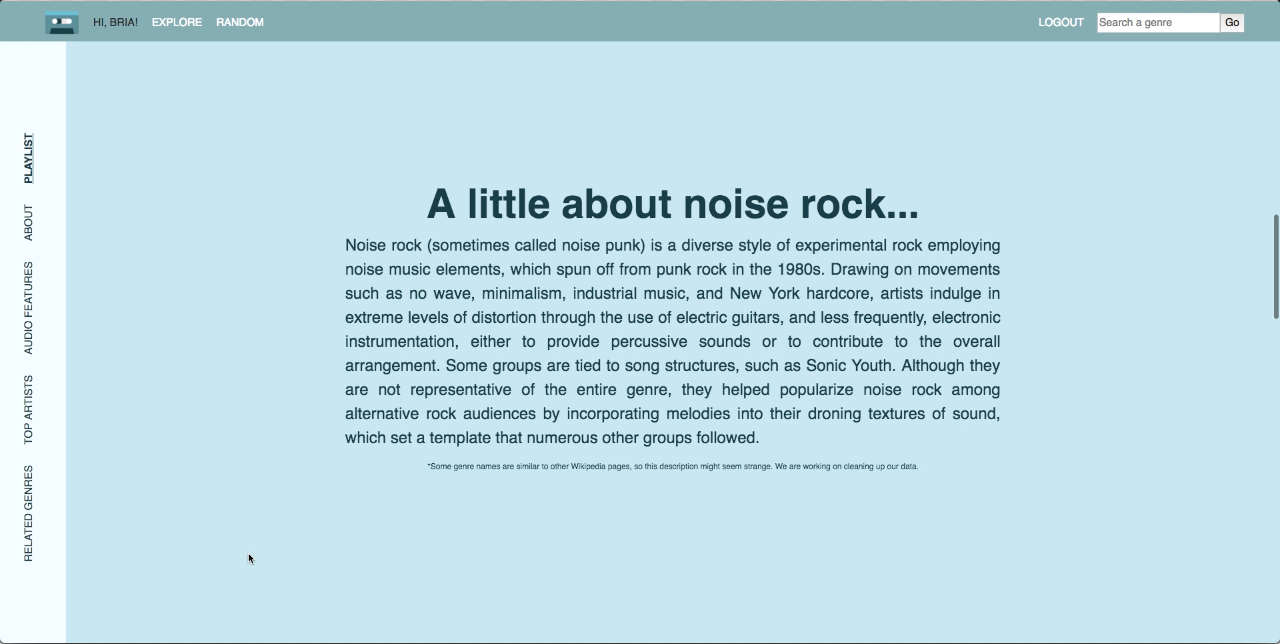 HI, BRIA! EXPLORE RANDOM LOGOUT Search a genre Go
PLAYLIST
ABOUT
AUDIO FEATURES
TOP ARTISTS
RELATED GENRES
A little about noise rock...
Noise rock (sometimes called noise punk) is a diverse style of experimental rock employing
noise music elements, which spun off from punk rock in the 1980s. Drawing on movements
such as no wave, minimalism, industrial music, and New York hardcore, artists indulge in
extreme levels of distortion through the use of electric guitars, and less frequently, electronic
instrumentation, either to provide percussive sounds or to contribute to the overall
arrangement. Some groups are tied to song structures, such as Sonic Youth. Although they
are not representative of the entire genre, they helped popularize noise rock among
alternative rock audiences by incorporating melodies into their droning textures of sound,
which set a template that numerous other groups followed.
*Some genre names are similar to other Wikipedia pages, so this description might seem strange. We are working on cleaning up our data.